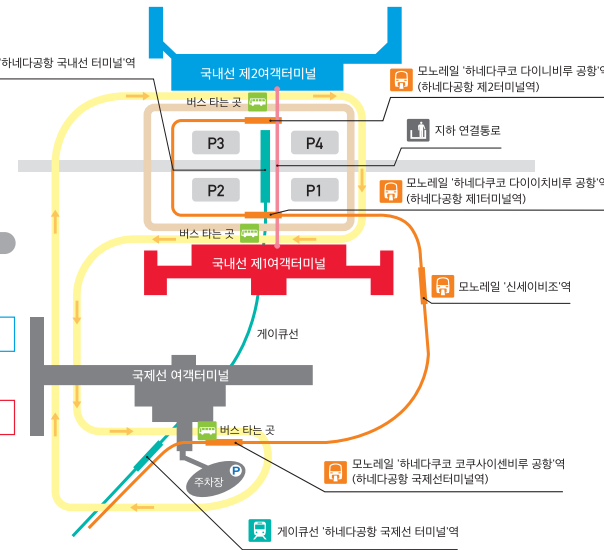 '하네다공항 국내선 터미널'역
국내선 제2여객터미널
버스 타는 곳
모노레일 '하네다쿠코 다이니비루 공항'역
(하네다공항 제2터미널역)
P3
P4
지하 연결통로
P2
P1
모노레일 '하네다쿠코 다이이치비루 공항'역
(하네다공항 제1터미널역)
버스 타는 곳
국내선 제1여객터미널
모노레일 '신세이비조'역
게이큐선
국제선 여객터미널
버스 타는 곳
모노레일 '하네다쿠코 코쿠사이센비루 공항'역
(하네다공항 국제선터미널역)
P
주차장
게이큐선 '하네다공항 국제선 터미널'역